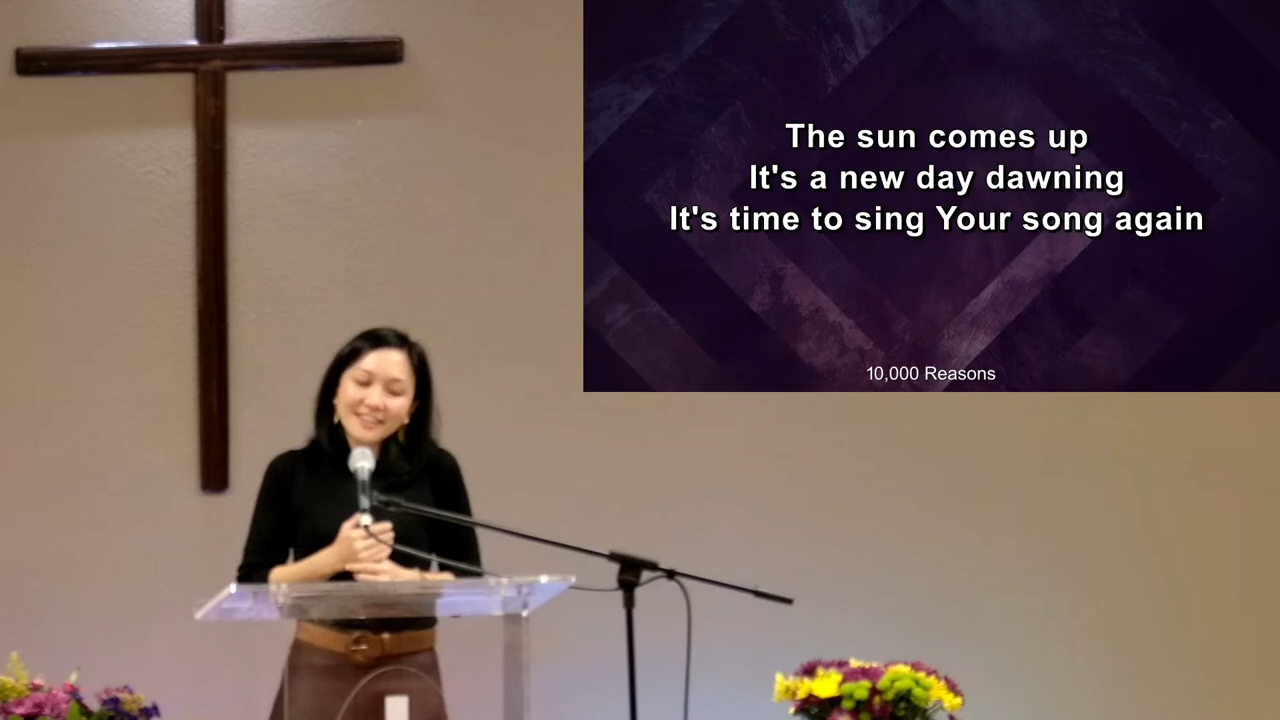 The sun comes up
It's a new day dawning
It's time to sing Your song again
10,000 Reasons